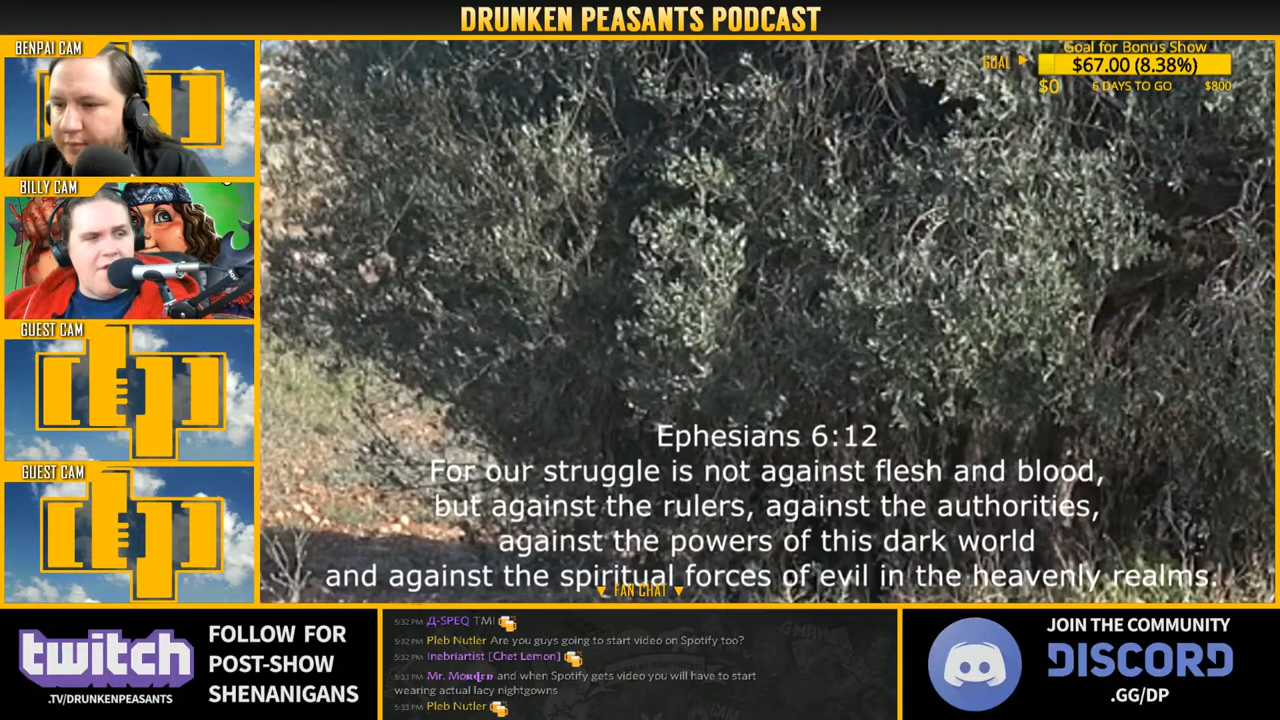 DRUNKEN PEASANTS PODCAST
BENPAI CAM
BILLY CAM
GUEST CAM
GUEST CAM
Goal for Bonus Show
GOAL
$67.00 (8.38%)
$0 6 DAYS TO GO $800
Ephesians 6:12
For our struggle is not against flesh and blood,
but against the rulers, against the authorities,
against the powers of this dark world
and against the spiritual forces of evil in the heavenly realms.
FAN CHAT
twitch
.TV/DRUNKENPEASANTS
FOLLOW FOR
POST-SHOW
SHENANIGANS
5:32 PM Д-SPEQ TMI
5:32 PM Pleb Nutler Are you guys going to start video on Spotify too?
5:32 PM Inebriartist [Chet Lemon]
5:33 PM Mr. and when Spotify gets video you will have to start
wearing actual lacy nightgowns
5:33 PM Pleb Nutler
JOIN THE COMMUNITY
DISCORD
.GG/DP